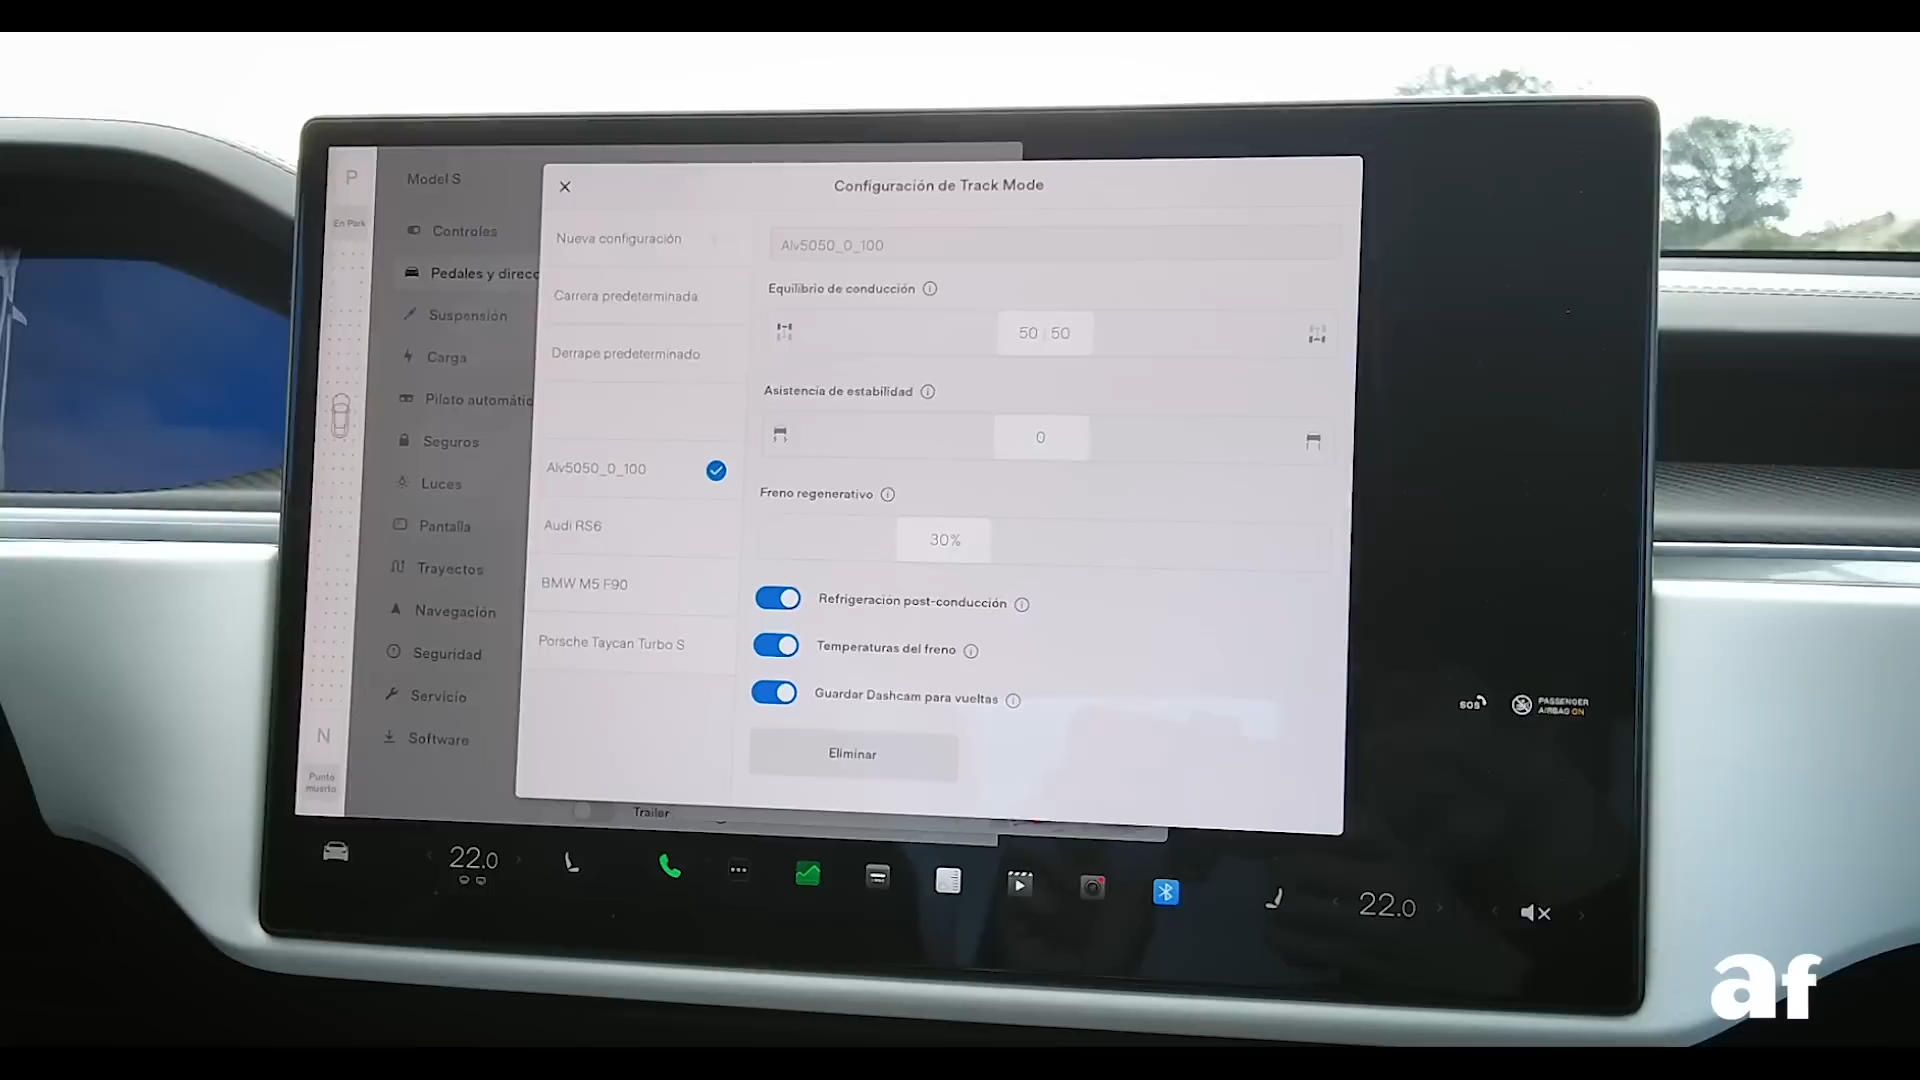 P
En Park
N
Punto
muerto
Model S
Controles
Pedales y direcc
Suspensión
Carga
Piloto automátic
Seguros
Luces
Pantalla
Trayectos
Navegación
Seguridad
Servicio
Software
Configuración de Track Mode
Nueva configuración
Carrera predeterminada
Derrape predeterminado
Alv5050_0_100
Audi RS6
BMW M5 F90
Porsche Taycan Turbo S
Alv5050_0_100
Equilibrio de conducción
50 50
Asistencia de estabilidad
0
Freno regenerativo
30%
Refrigeración post-conducción
Temperaturas del freno
Guardar Dashcam para vueltas
Eliminar
Trailer
SOS
PASSENGER
AIRBAG ON
22.0
22.0
af